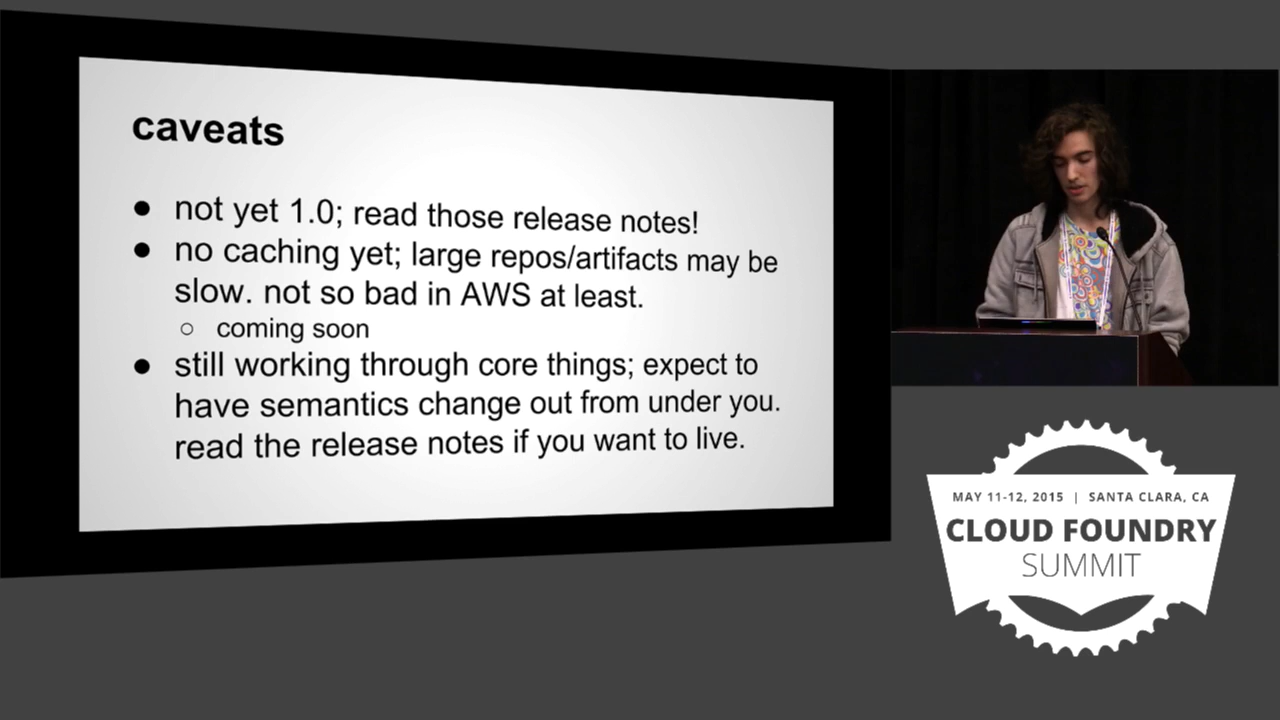 caveats
● not yet 1.0; read those release notes!
● no caching yet; large repos/artifacts may be
slow. not so bad in AWS at least.
○ coming soon
● still working through core things; expect to
have semantics change out from under you.
read the release notes if you want to live.
MAY 11-12, 2015 | SANTA CLARA, CA
CLOUD FOUNDRY
SUMMIT